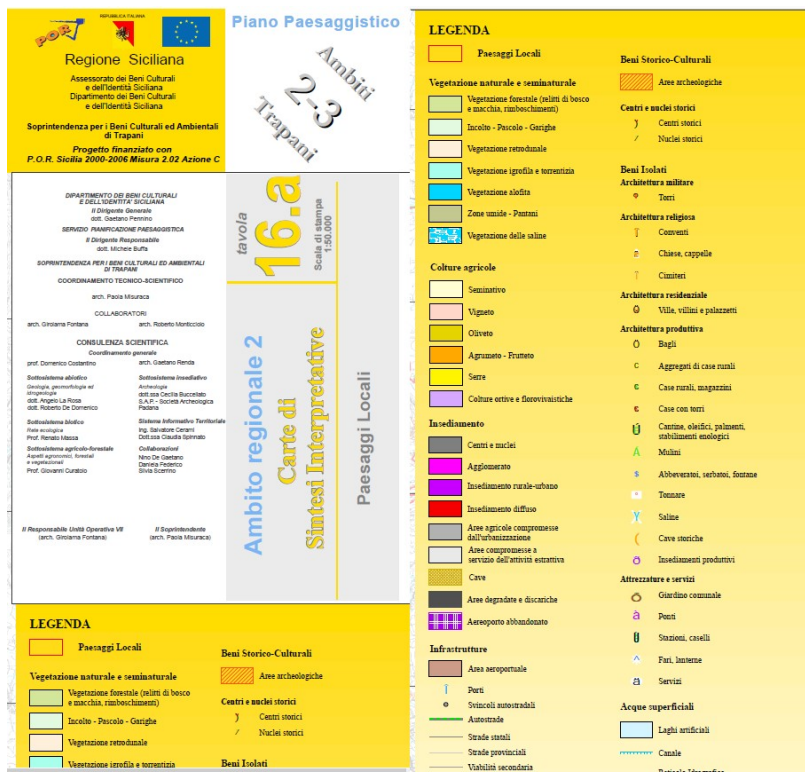 REPUBBLICA ITALIANA
POR
Regione Siciliana
Assessorato dei Beni Culturali
e dell'Identità Siciliana
Dipartimento dei Beni Culturali
e dell'Identità Siciliana
Soprintendenza per i Beni Culturali ed Ambientali
di Trapani
Progetto finanziato con
P.O.R. Sicilia 2000-2006 Misura 2.02 Azione C
Piano Paesaggistico
Ambiti
2-3
Trapani
DIPARTIMENTO DEI BENI CULTURALI
E DELL'IDENTITA' SICILIANA
Il Dirigente Generale
dott. Gaetano Pennino
SERVIZIO PIANIFICAZIONE PAESAGGISTICA
Il Dirigente Responsabile
dott. Michele Buffa
SOPRINTENDENZA PER I BENI CULTURALI ED AMBIENTALI
DI TRAPANI
COORDINAMENTO TECNICO-SCIENTIFICO
arch. Paola Misuraca
COLLABORATORI
arch. Girolama Fontana arch. Roberto Monticciolo
CONSULENZA SCIENTIFICA
Coordinamento generale
prof. Domenico Costantino arch. Gaetano Renda
Sottosistema abiotico
Geologia, geomorfologia ed
idrogeologia
dott. Angelo La Rosa
dott. Roberto De Domenico
Sottosistema biotico
Rete ecologica
Prof. Renato Massa
Sottosistema agricolo-forestale
Aspetti agronomici, forestali
e vegetazionali
Prof. Giovanni Curatolo
Sottosistema insediativo
Archeologia
dott.ssa Cecilia Buccellato
S.A.P. - Società Archeologica
Padana
Sistema Informativo Territoriale
Ing. Salvatore Cerami
Dott.ssa Claudia Spinnato
Collaborazioni
Nino De Gaetano
Daniela Federico
Silvia Scerrino
Il Responsabile Unità Operativa VII
(arch. Girolama Fontana)
Il Soprintendente
(arch. Paola Misuraca)
tavola
16.a
Scala di stampa
1:50.000
Ambito regionale 2
Carte di
Sintesi Interpretative
Paesaggi Locali
LEGENDA
Paesaggi Locali
Vegetazione naturale e seminaturale
Vegetazione forestale (relitti di bosco
e macchia, rimboschimenti)
Incolto - Pascolo - Garighe
Vegetazione retrodunale
Vegetazione igrofila e torrentizia
Beni Storico-Culturali
Aree archeologiche
Centri e nuclei storici
Centri storici
Nuclei storici
Beni Isolati
LEGENDA
Paesaggi Locali
Vegetazione naturale e seminaturale
Vegetazione forestale (relitti di bosco
e macchia, rimboschimenti)
Incolto - Pascolo - Garighe
Vegetazione retrodunale
Vegetazione igrofila e torrentizia
Vegetazione alofita
Zone umide - Pantani
Vegetazione delle saline
Colture agricole
Seminativo
Vigneto
Oliveto
Agrumeto - Frutteto
Serre
Colture ortive e florovivaistiche
Insediamento
Centri e nuclei
Agglomerato
Insediamento rurale-urbano
Insediamento diffuso
Aree agricole compromesse
dall'urbanizzazione
Aree compromesse a
servizio dell'attività estrattiva
Cave
Aree degradate e discariche
Aereoporto abbandonato
Infrastrutture
Area aeroportuale
Porti
Svincoli autostradali
Autostrade
Strade statali
Strade provinciali
Viabilità secondaria
Beni Storico-Culturali
Aree archeologiche
Centri e nuclei storici
Centri storici
Nuclei storici
Beni Isolati
Architettura militare
Torri
Architettura religiosa
Conventi
Chiese, cappelle
Cimiteri
Architettura residenziale
Ville, villini e palazzetti
Architettura produttiva
Bagli
Aggregati di case rurali
Case rurali, magazzini
Case con torri
Cantine, oleifici, palmenti,
stabilimenti enologici
Mulini
Abbeveratoi, serbatoi, fontane
Tonnare
Saline
Cave storiche
Insediamenti produttivi
Attrezzature e servizi
Giardino comunale
Ponti
Stazioni, caselli
Fari, lanterne
Servizi
Acque superficiali
Laghi artificiali
Canale
Reticolo Idrografico